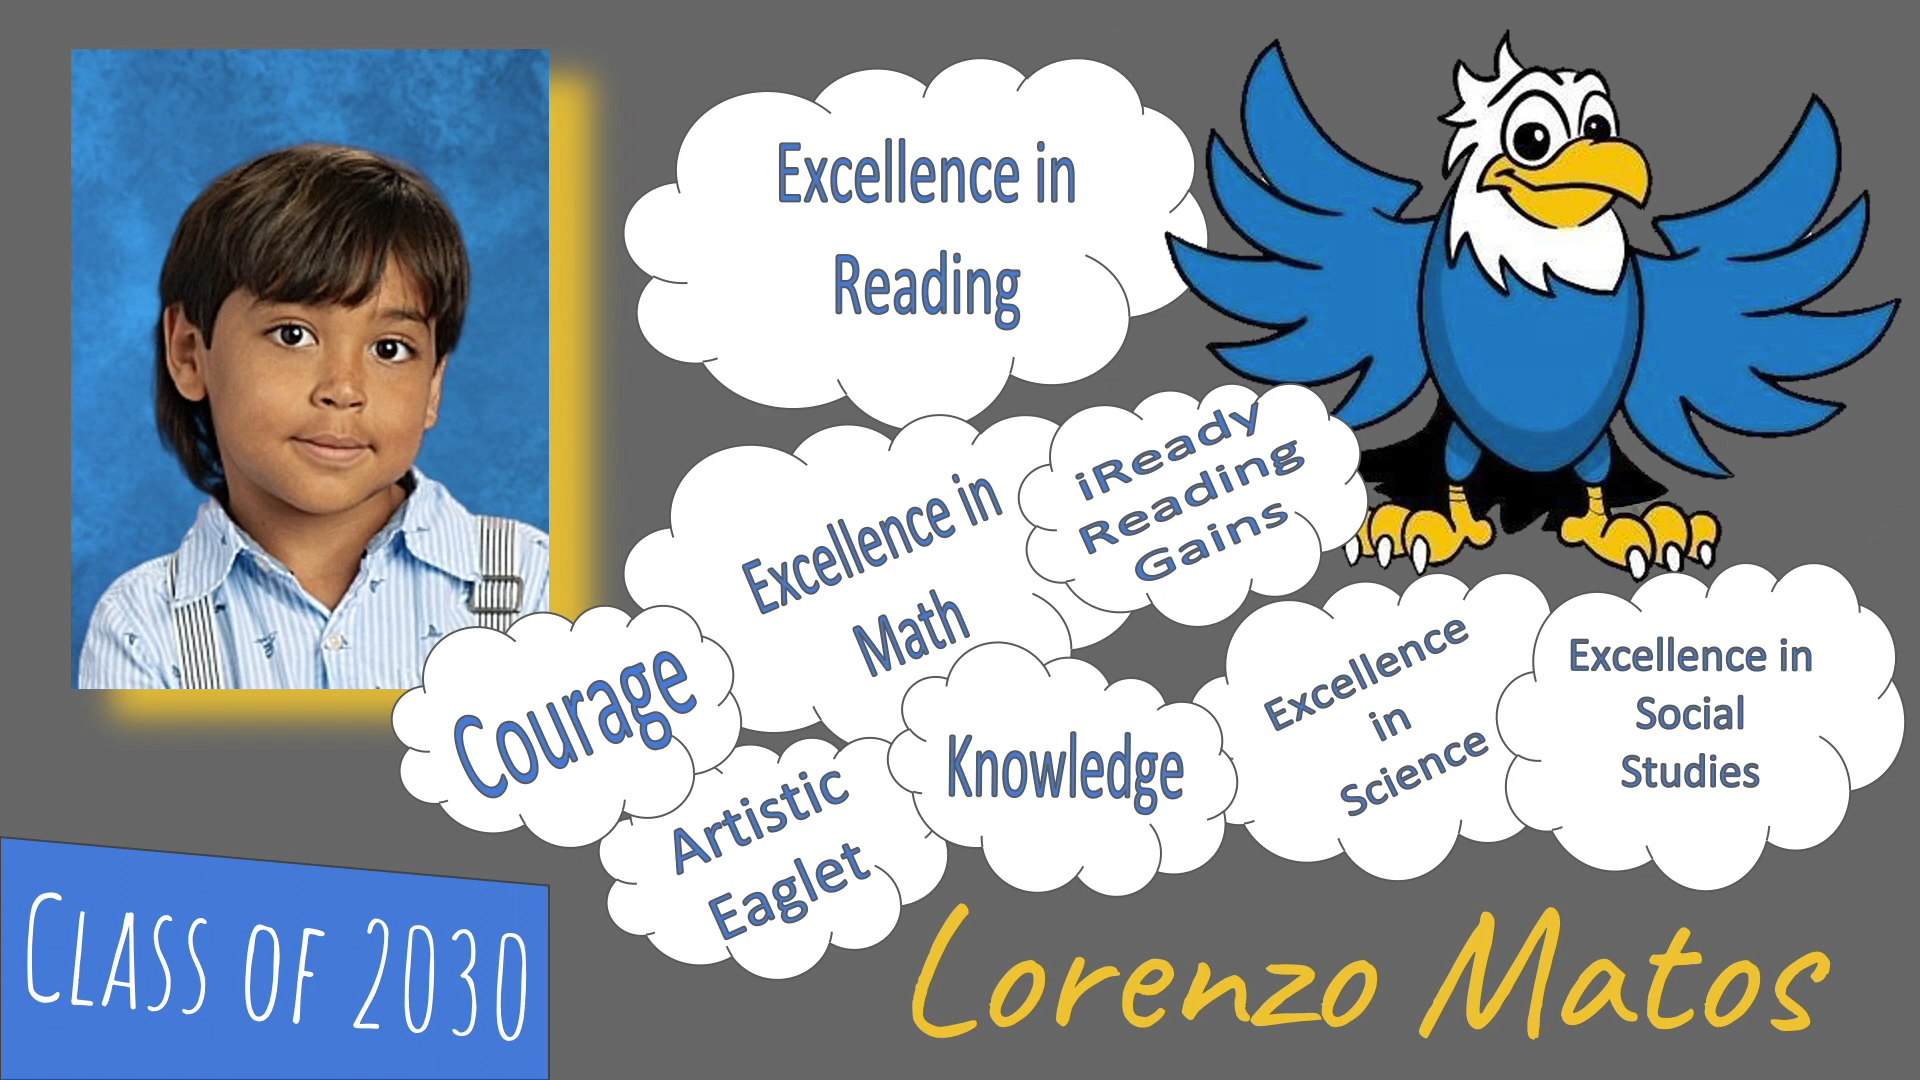 Excellence in
Reading
iReady
Reading
Gains
Excellence in
Math
Courage
Knowledge
Excellence
in
Science
Excellence in
Social
Studies
Artistic
Eaglet
Class of 2030
Lorenzo Matos